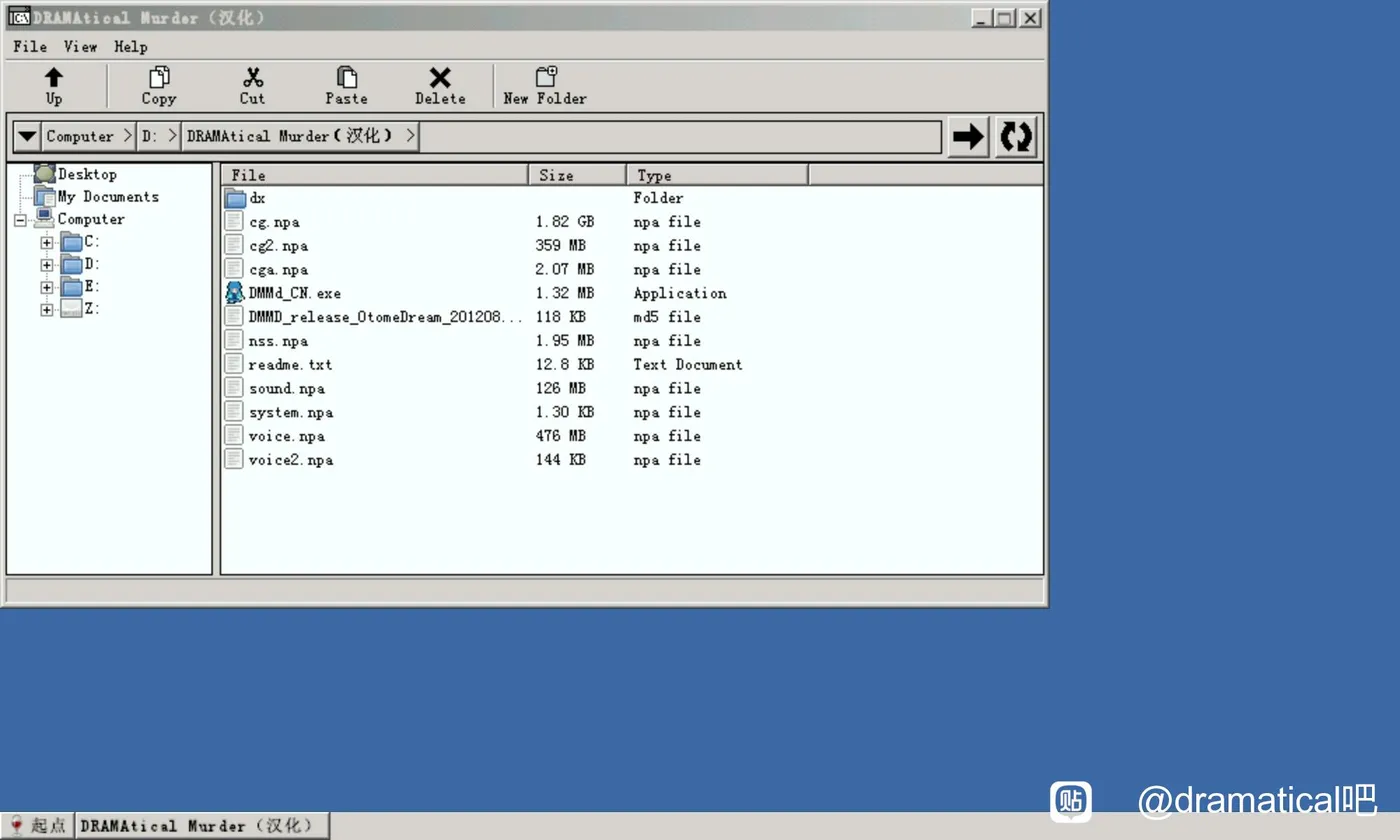 DRAMAtical Murder (汉化)
File View Help
Up Copy Cut Paste Delete New Folder
Computer > D: > DRAMAtical Murder(汉化) >
Desktop
My Documents
Computer
C:
D:
E:
Z:
File Size Type
dx Folder
cg.npa 1.82 GB npa file
cg2.npa 359 MB npa file
cga.npa 2.07 MB npa file
DMMd_CN.exe 1.32 MB Application
DMMD_release_OtomeDream_201208... 118 KB md5 file
nss.npa 1.95 MB npa file
readme.txt 12.8 KB Text Document
sound.npa 126 MB npa file
system.npa 1.30 KB npa file
voice.npa 476 MB npa file
voice2.npa 144 KB npa file
贴 @dramatical吧
起点 DRAMAtical Murder (汉化)